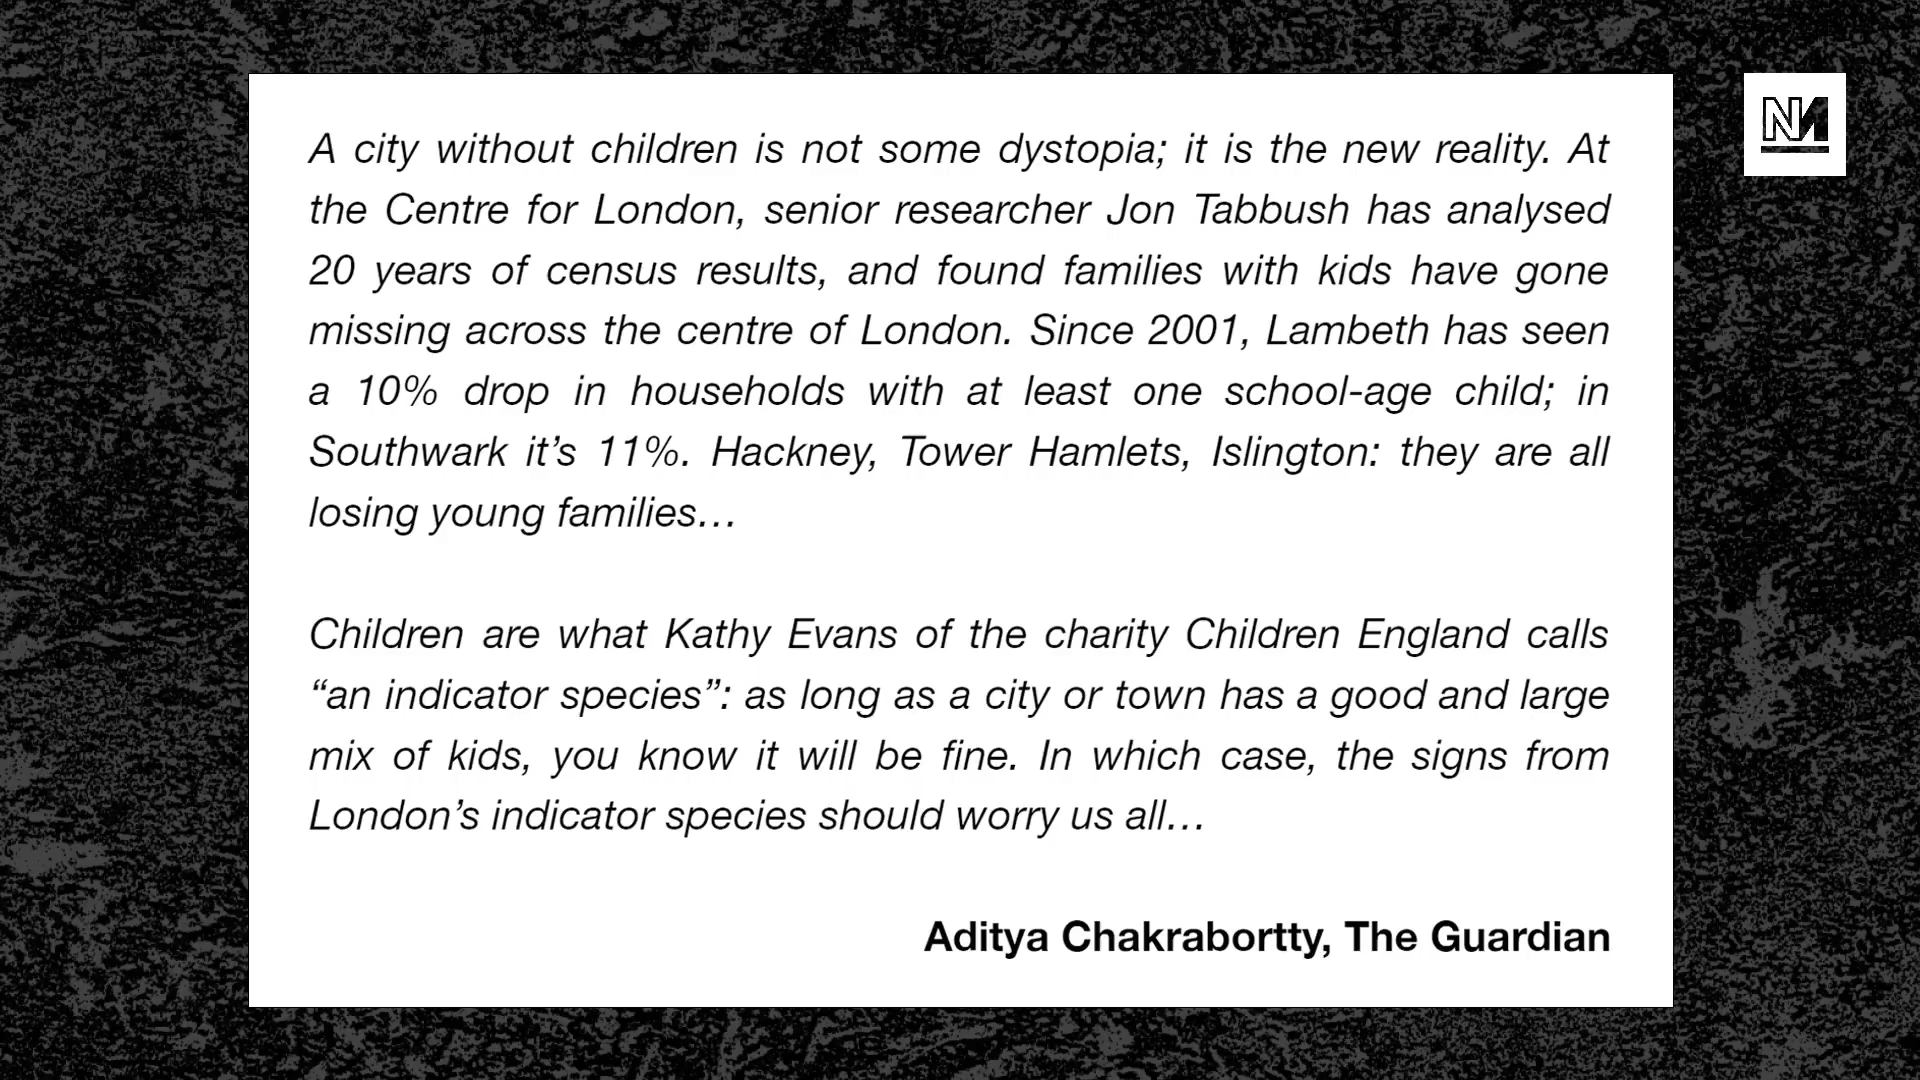 A city without children is not some dystopia; it is the new reality. At
the Centre for London, senior researcher Jon Tabbush has analysed
20 years of census results, and found families with kids have gone
missing across the centre of London. Since 2001, Lambeth has seen
a 10% drop in households with at least one school-age child; in
Southwark it’s 11%. Hackney, Tower Hamlets, Islington: they are all
losing young families…
Children are what Kathy Evans of the charity Children England calls
“an indicator species”: as long as a city or town has a good and large
mix of kids, you know it will be fine. In which case, the signs from
London’s indicator species should worry us all…
Aditya Chakrabortty, The Guardian
NM